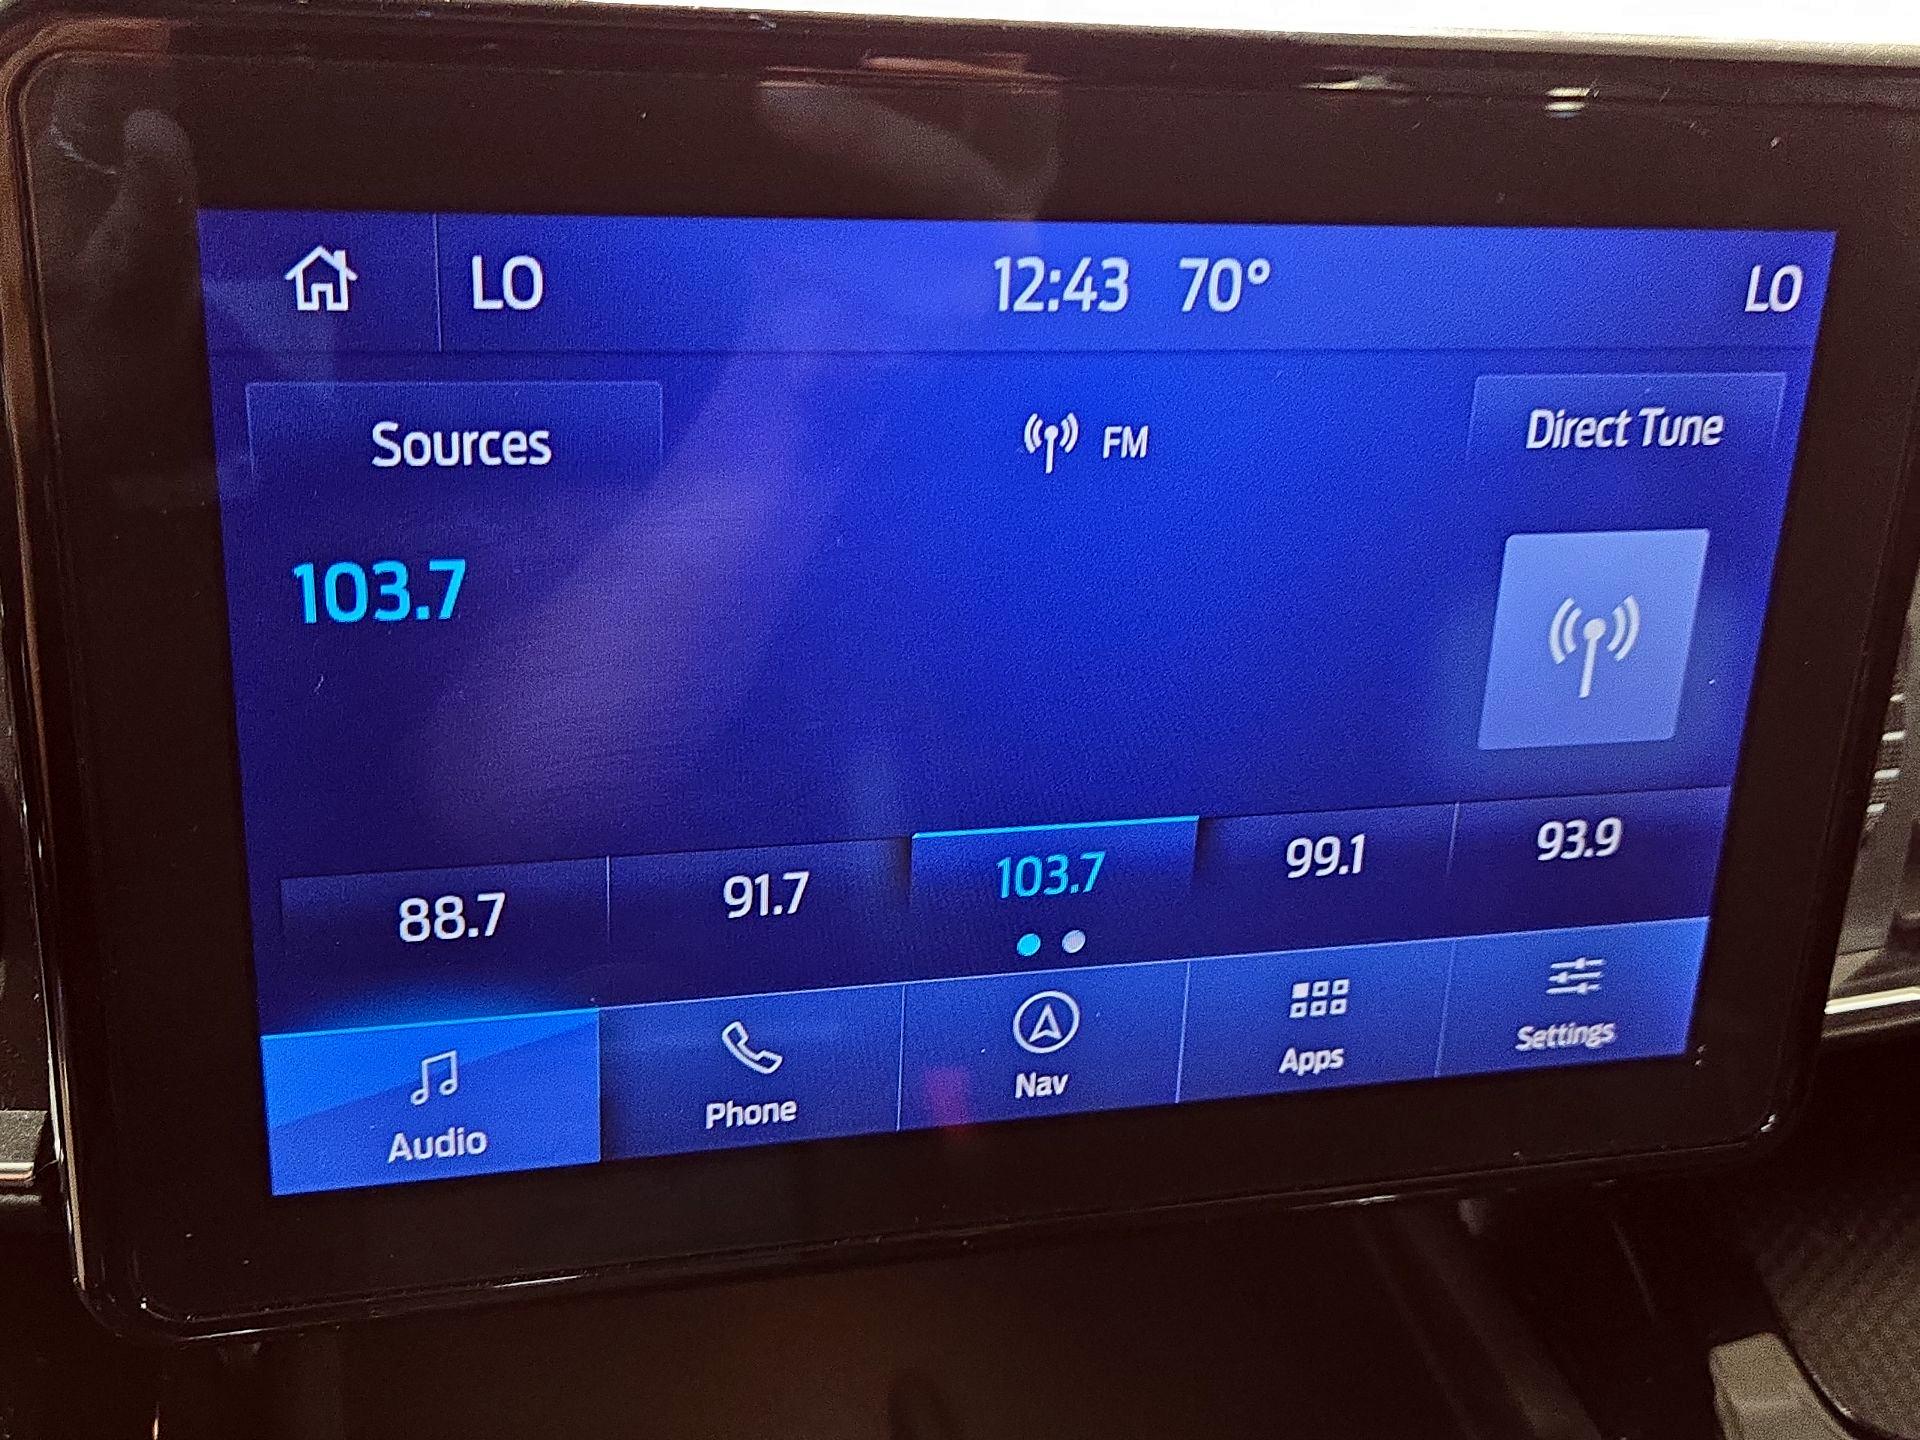 LO 12:43 70° LO
Sources FM Direct Tune
103.7
88.7 91.7 103.7 99.1 93.9
Audio Phone Nav Apps Settings